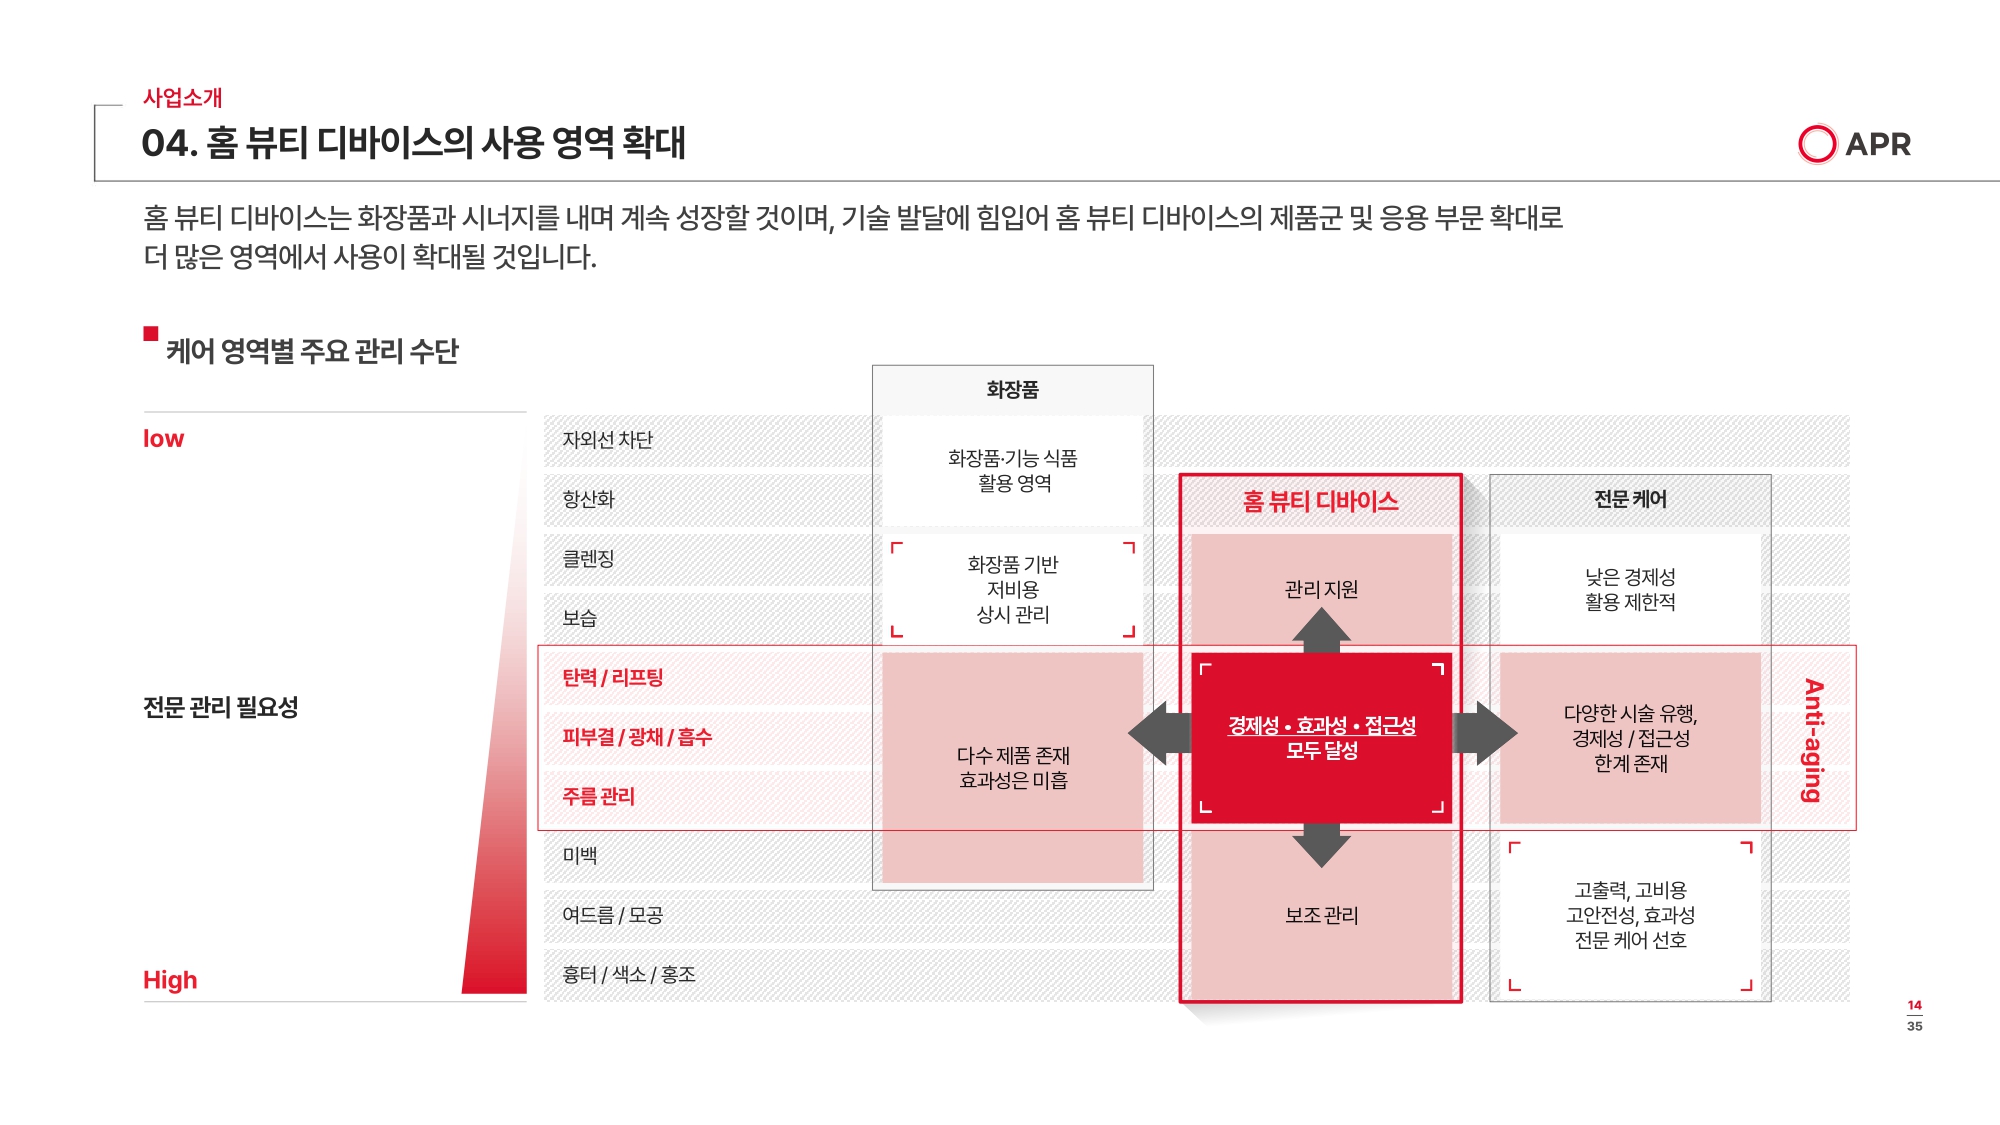 사업소개
04. 홈 뷰티 디바이스의 사용 영역 확대
APR
홈 뷰티 디바이스는 화장품과 시너지를 내며 계속 성장할 것이며, 기술 발달에 힘입어 홈 뷰티 디바이스의 제품군 및 응용 부문 확대로
더 많은 영역에서 사용이 확대될 것입니다.
케어 영역별 주요 관리 수단
low
전문 관리 필요성
High
자외선 차단
항산화
클렌징
보습
탄력 / 리프팅
피부결 / 광채 / 흡수
주름 관리
미백
여드름 / 모공
흉터 / 색소 / 홍조
화장품
화장품·기능 식품
활용 영역
화장품 기반
저비용
상시 관리
다수 제품 존재
효과성은 미흡
홈 뷰티 디바이스
관리 지원
경제성 • 효과성 • 접근성
모두 달성
보조 관리
전문 케어
낮은 경제성
활용 제한적
다양한 시술 유행,
경제성 / 접근성
한계 존재
고출력, 고비용
고안전성, 효과성
전문 케어 선호
Anti-aging
14
35